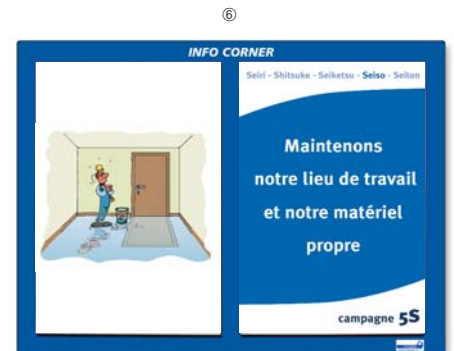 ⑥
INFO CORNER
Seiri - Shitsuke - Seiketsu - Seiso - Seiton
Maintenons
notre lieu de travail
et notre matériel
propre
campagne 5S